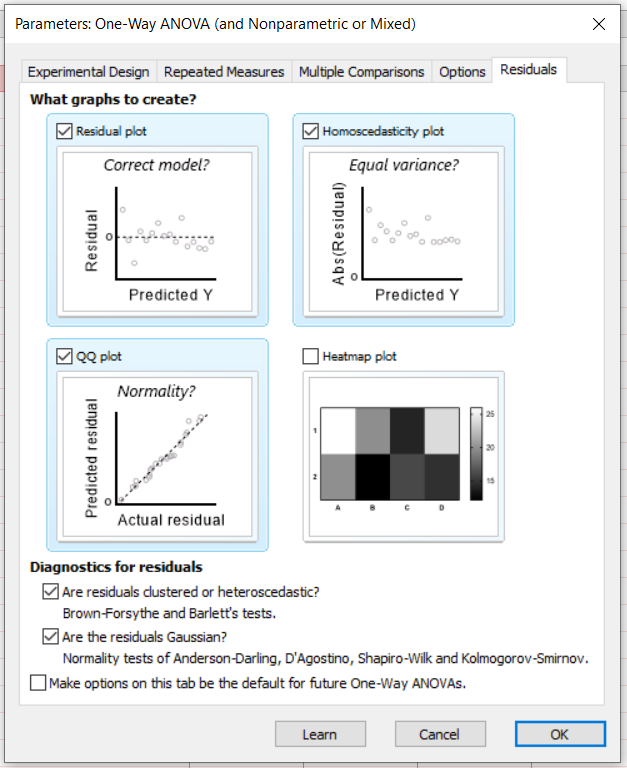 Parameters: One-Way ANOVA (and Nonparametric or Mixed)
Experimental Design Repeated Measures Multiple Comparisons Options Residuals
What graphs to create?
Residual plot
Correct model?
Residual
0
Predicted Y
Homoscedasticity plot
Equal variance?
Abs(Residual)
0
Predicted Y
QQ plot
Normality?
Predicted residual
0
Actual residual
Heatmap plot
1
2
A B C D
25
20
15
Diagnostics for residuals
Are residuals clustered or heteroscedastic?
Brown-Forsythe and Barlett's tests.
Are the residuals Gaussian?
Normality tests of Anderson-Darling, D'Agostino, Shapiro-Wilk and Kolmogorov-Smirnov.
Make options on this tab be the default for future One-Way ANOVAs.
Learn Cancel OK